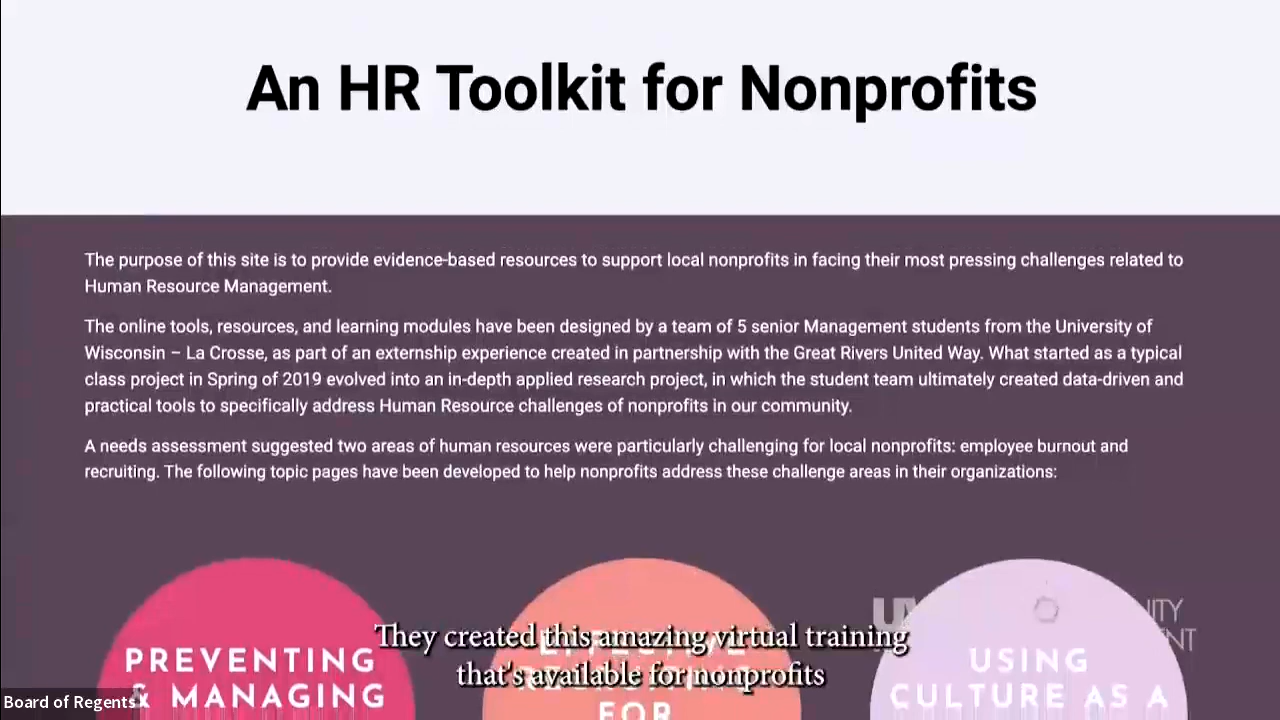 An HR Toolkit for Nonprofits
The purpose of this site is to provide evidence-based resources to support local nonprofits in facing their most pressing challenges related to
Human Resource Management.
The online tools, resources, and learning modules have been designed by a team of 5 senior Management students from the University of
Wisconsin – La Crosse, as part of an externship experience created in partnership with the Great Rivers United Way. What started as a typical
class project in Spring of 2019 evolved into an in-depth applied research project, in which the student team ultimately created data-driven and
practical tools to specifically address Human Resource challenges of nonprofits in our community.
A needs assessment suggested two areas of human resources were particularly challenging for local nonprofits: employee burnout and
recruiting. The following topic pages have been developed to help nonprofits address these challenge areas in their organizations:
PREVENTING
& MANAGING
FOR
USING
CULTURE AS A
They created this amazing virtual training
that's available for nonprofits
Board of Regents